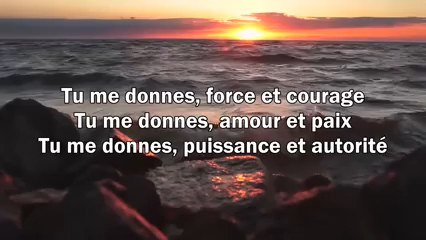 Tu me donnes, force et courage
Tu me donnes, amour et paix
Tu me donnes, puissance et autorité